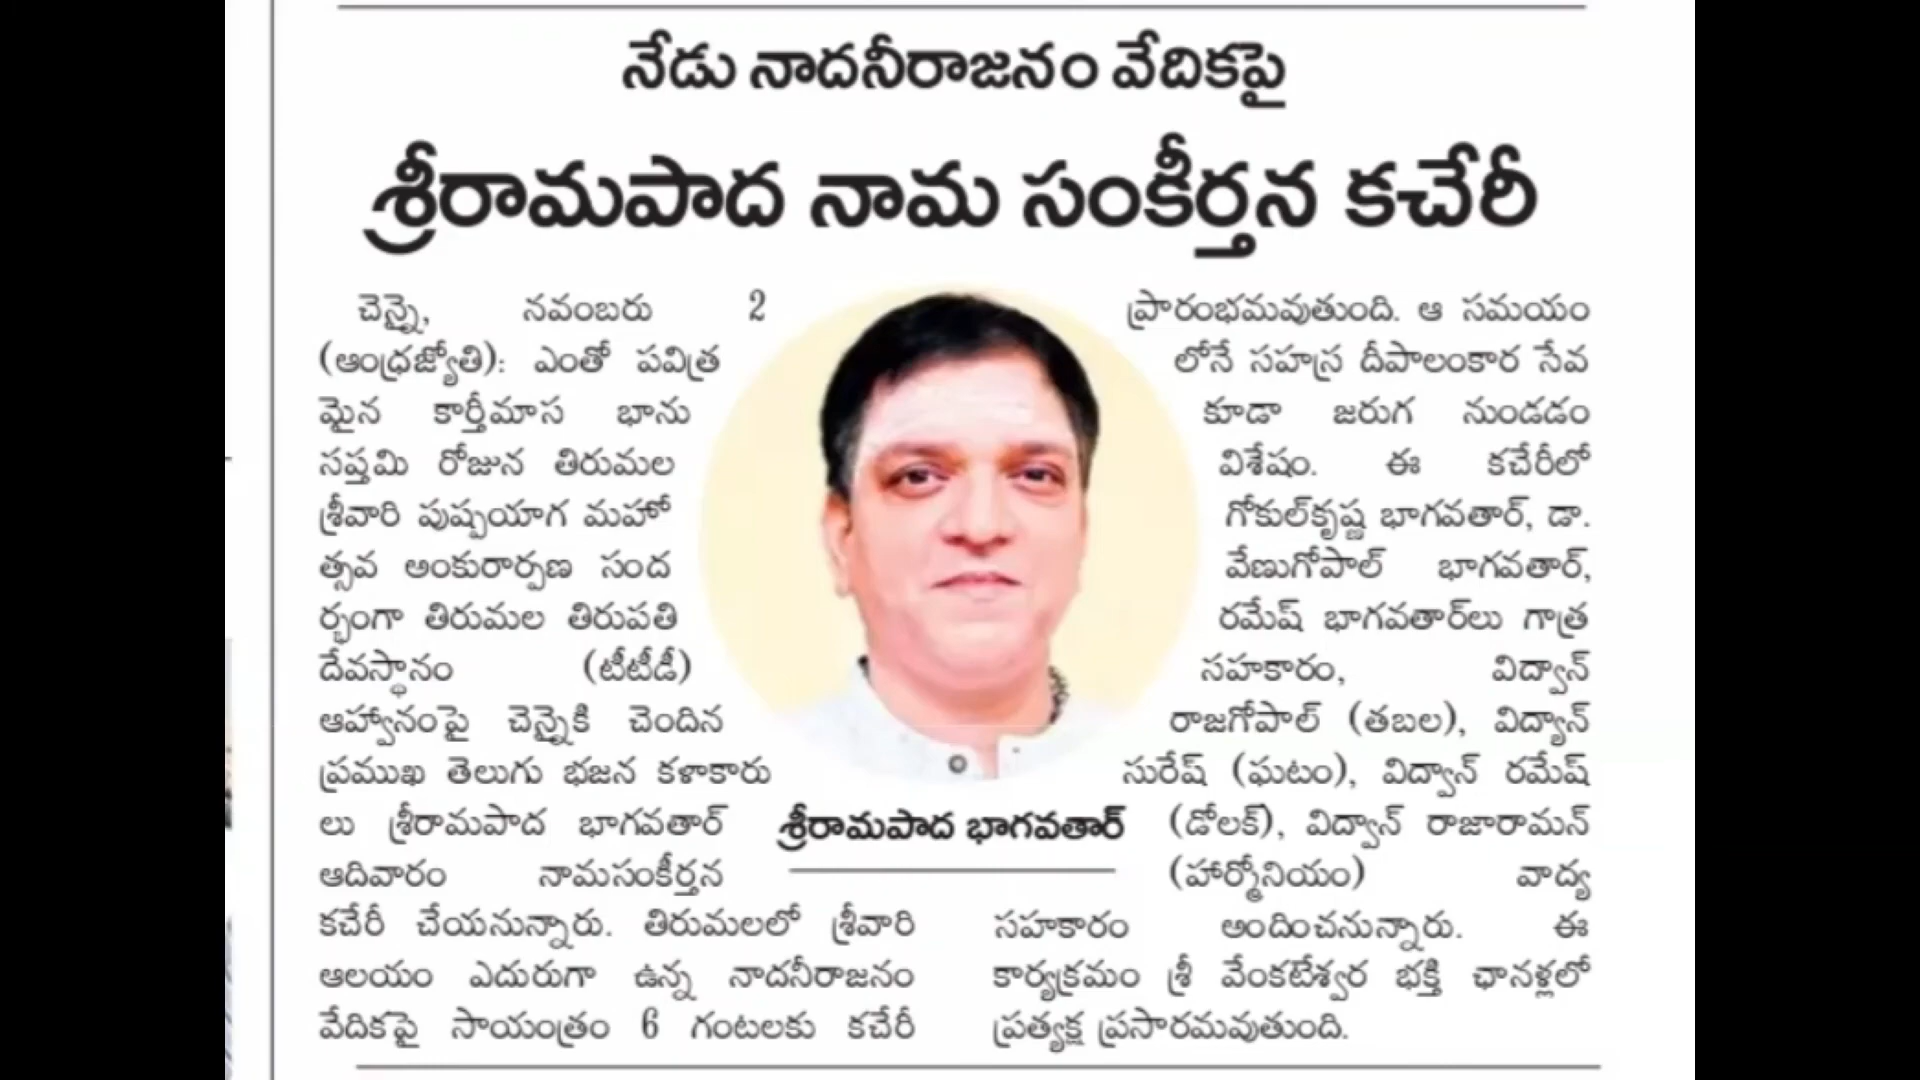 నేడు నాదనీరాజనం వేదికపై
శ్రీరామపాద నామ సంకీర్తన కచేరీ
చెన్నై, నవంబరు 2
(ఆంధ్రజ్యోతి): ఎంతో పవిత్ర
మైన కార్తీమాస భాను
సప్తమి రోజున తిరుమల
శ్రీవారి పుష్పయాగ మహో
త్సవ అంకురార్పణ సంద
ర్భంగా తిరుమల తిరుపతి
దేవస్థానం (టీటీడీ)
ఆహ్వానంపై చెన్నైకి చెందిన
ప్రముఖ తెలుగు భజన కళాకారు
లు శ్రీరామపాద భాగవతార్
ఆదివారం నామసంకీర్తన
కచేరీ చేయనున్నారు. తిరుమలలో శ్రీవారి
ఆలయం ఎదురుగా ఉన్న నాదనీరాజనం
వేదికపై సాయంత్రం 6 గంటలకు కచేరీ
శ్రీరామపాద భాగవతార్
ప్రారంభమవుతుంది. ఆ సమయం
లోనే సహస్ర దీపాలంకార సేవ
కూడా జరుగ నుండడం
విశేషం. ఈ కచేరీలో
గోకుల్‌కృష్ణ భాగవతార్, డా.
వేణుగోపాల్ భాగవతార్,
రమేష్ భాగవతార్‌లు గాత్ర
సహకారం, విద్వాన్
రాజగోపాల్ (తబల), విద్యాన్
సురేష్ (ఘటం), విద్వాన్ రమేష్
(డోలక్), విద్వాన్ రాజారామన్
(హార్మోనియం) వాద్య
సహకారం అందించనున్నారు. ఈ
కార్యక్రమం శ్రీ వేంకటేశ్వర భక్తి ఛానళ్లలో
ప్రత్యక్ష ప్రసారమవుతుంది.